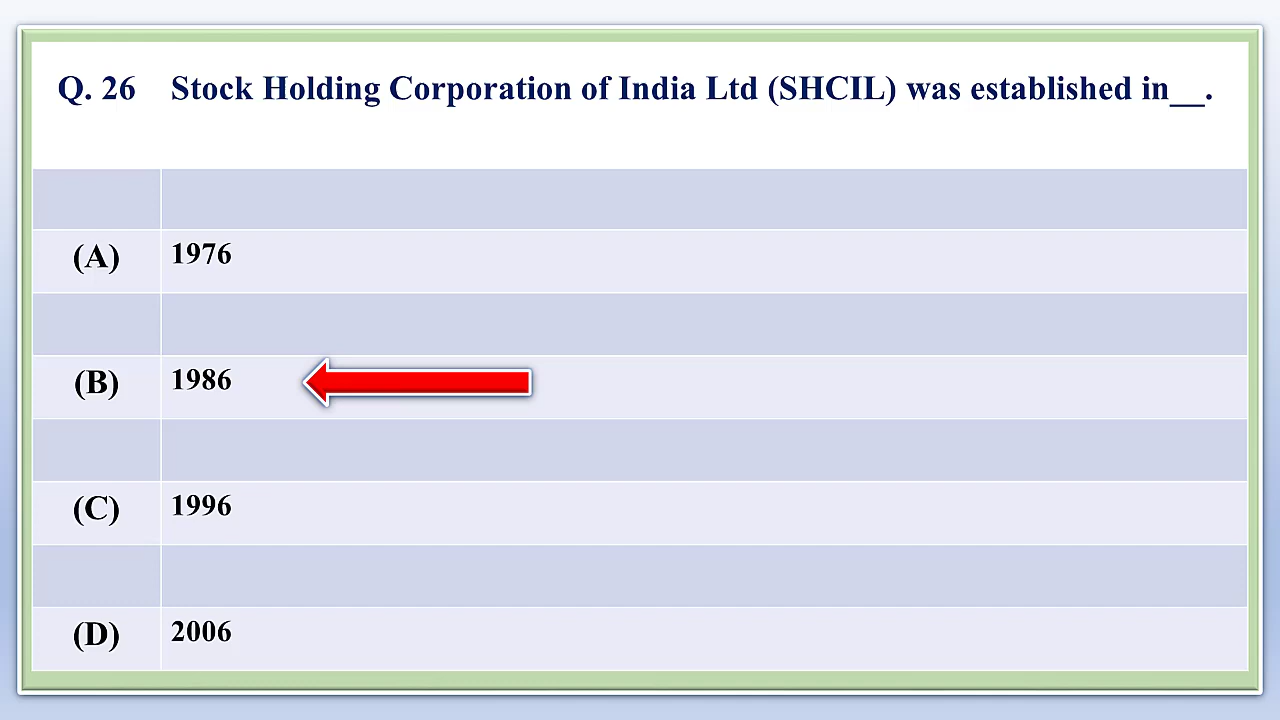 Q. 26 Stock Holding Corporation of India Ltd (SHCIL) was established in__.
(A) 1976
(B) 1986
(C) 1996
(D) 2006